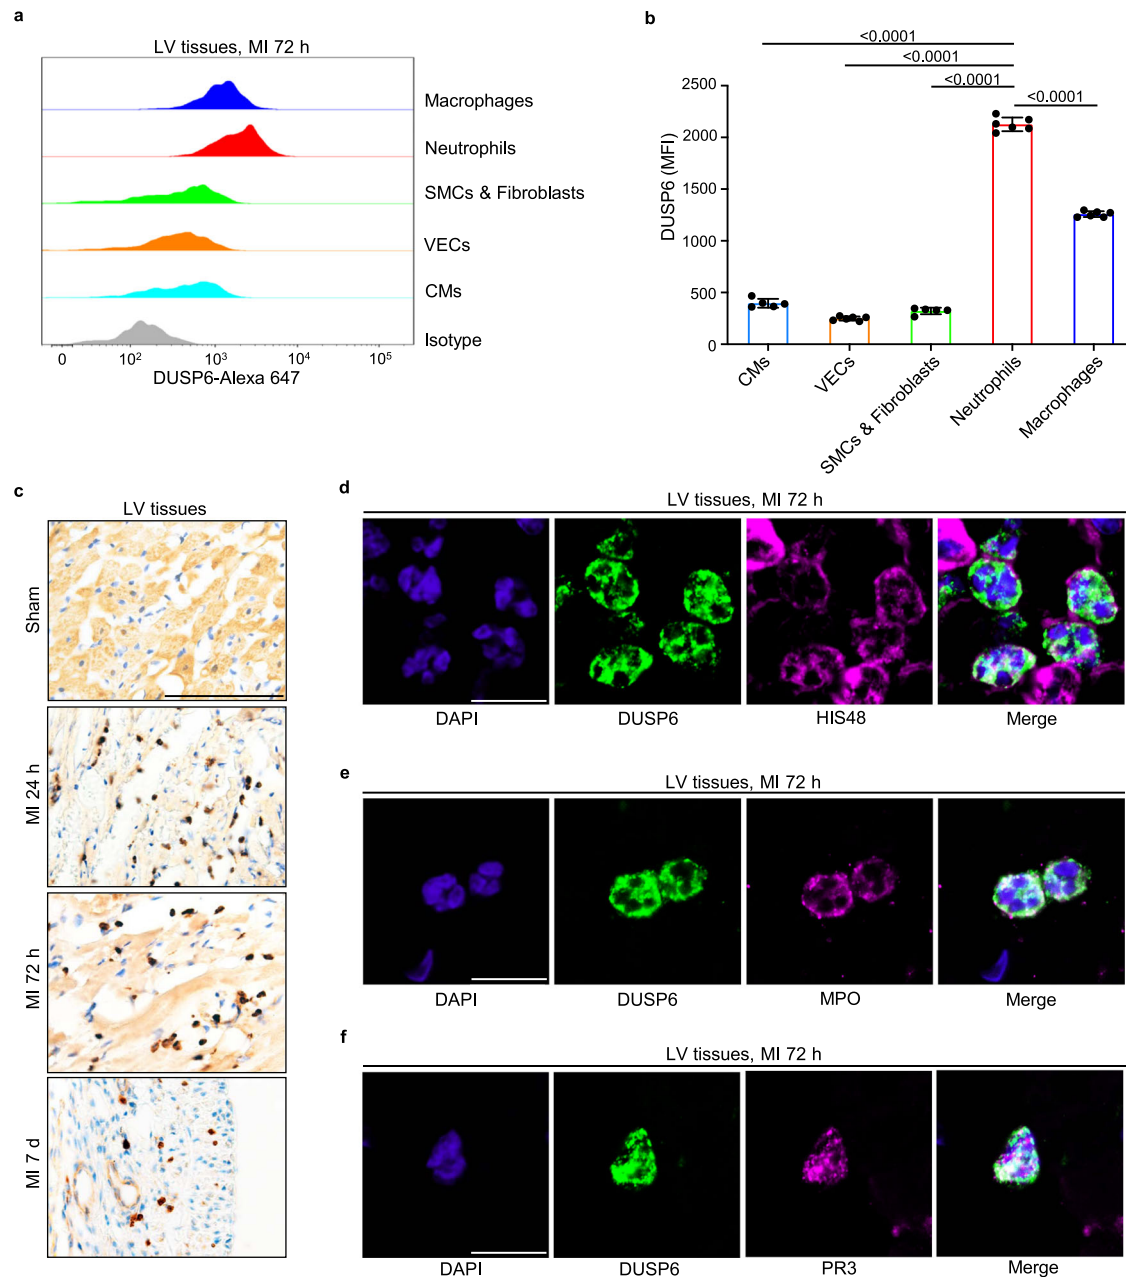 a
LV tissues, MI 72 h
Macrophages
Neutrophils
SMCs & Fibroblasts
VECs
CMs
Isotype
0 10² 10³ 10⁴ 10⁵
DUSP6-Alexa 647
b
<0.0001
<0.0001
<0.0001
<0.0001
DUSP6 (MFI)
2500
2000
1500
1000
500
0
CMs
VECs
SMCs & Fibroblasts
Neutrophils
Macrophages
c
LV tissues
Sham
MI 24 h
MI 72 h
MI 7 d
d
LV tissues, MI 72 h
DAPI DUSP6 HIS48 Merge
e
LV tissues, MI 72 h
DAPI DUSP6 MPO Merge
f
LV tissues, MI 72 h
DAPI DUSP6 PR3 Merge